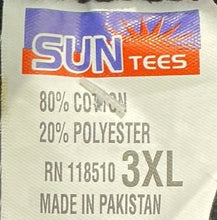 SUN TEES
80% COTTON
20% POLYESTER
RN 118510 3XL
MADE IN PAKISTAN